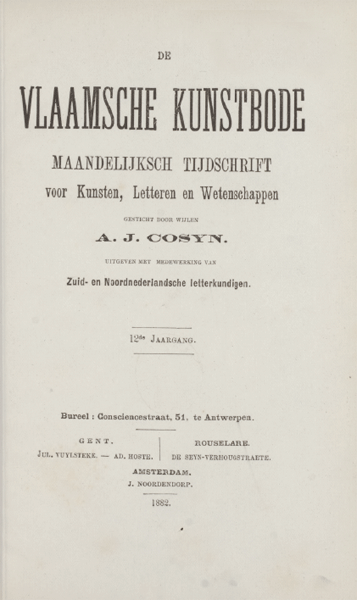 DE
VLAAMSCHE KUNSTBODE
MAANDELIJKSCH TIJDSCHRIFT
voor Kunsten, Letteren en Wetenschappen
GESTICHT DOOR WIJLEN
A. J. COSYN.
UITGEVEN MET MEDEWERKING VAN
Zuid- en Noordnederlandsche letterkundigen.
12de JAARGANG.
Bureel : Consciencestraat, 51, te Antwerpen.
GENT.
JUL. VUYLSTEKE. — AD. HOSTE.
ROUSELARE.
DE SEYN-VERHOUGSTRAETE.
AMSTERDAM.
J. NOORDENDORP.
1882.